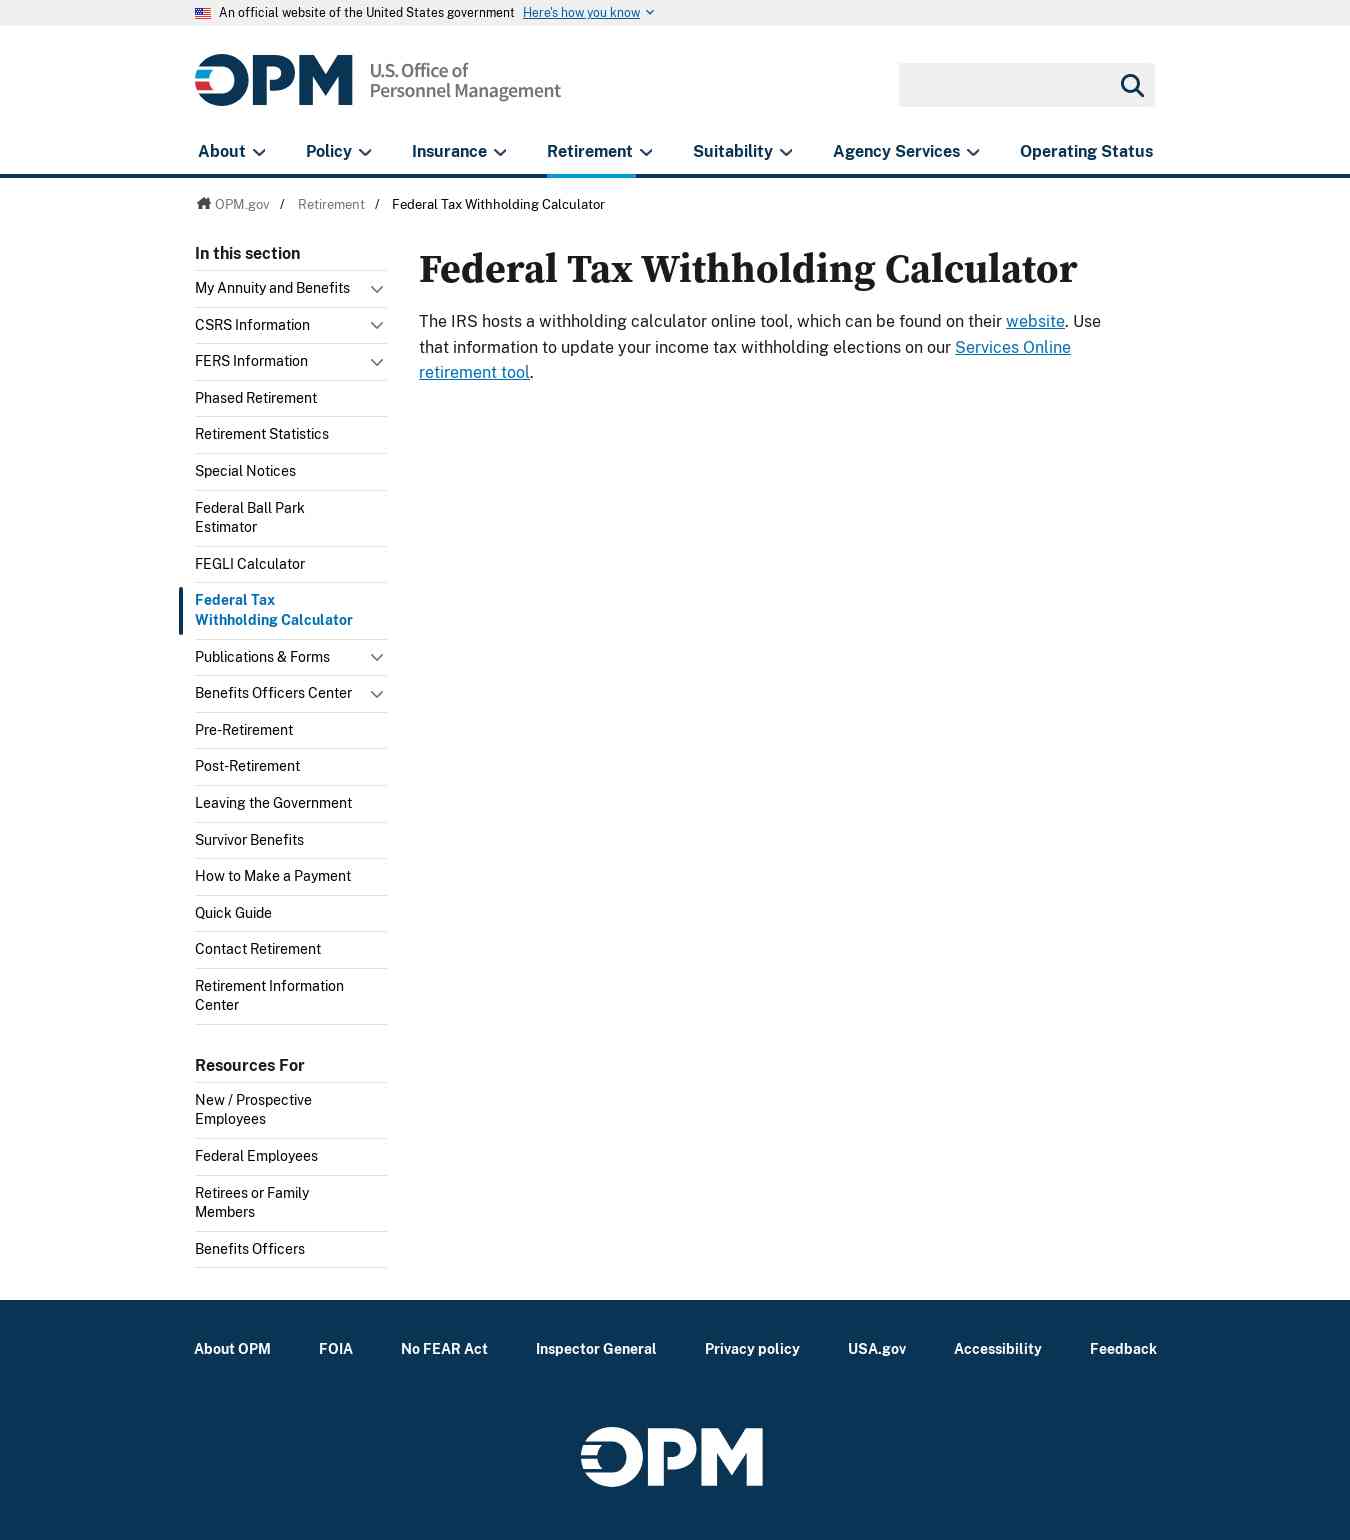 An official website of the United States government Here's how you know
OPM U.S. Office of
Personnel Management
About Policy Insurance Retirement Suitability Agency Services Operating Status
OPM.gov / Retirement / Federal Tax Withholding Calculator
In this section
My Annuity and Benefits
CSRS Information
FERS Information
Phased Retirement
Retirement Statistics
Special Notices
Federal Ball Park
Estimator
FEGLI Calculator
Federal Tax
Withholding Calculator
Publications & Forms
Benefits Officers Center
Pre-Retirement
Post-Retirement
Leaving the Government
Survivor Benefits
How to Make a Payment
Quick Guide
Contact Retirement
Retirement Information
Center
Resources For
New / Prospective
Employees
Federal Employees
Retirees or Family
Members
Benefits Officers
Federal Tax Withholding Calculator
The IRS hosts a withholding calculator online tool, which can be found on their website. Use
that information to update your income tax withholding elections on our Services Online
retirement tool.
About OPM FOIA No FEAR Act Inspector General Privacy policy USA.gov Accessibility Feedback
OPM